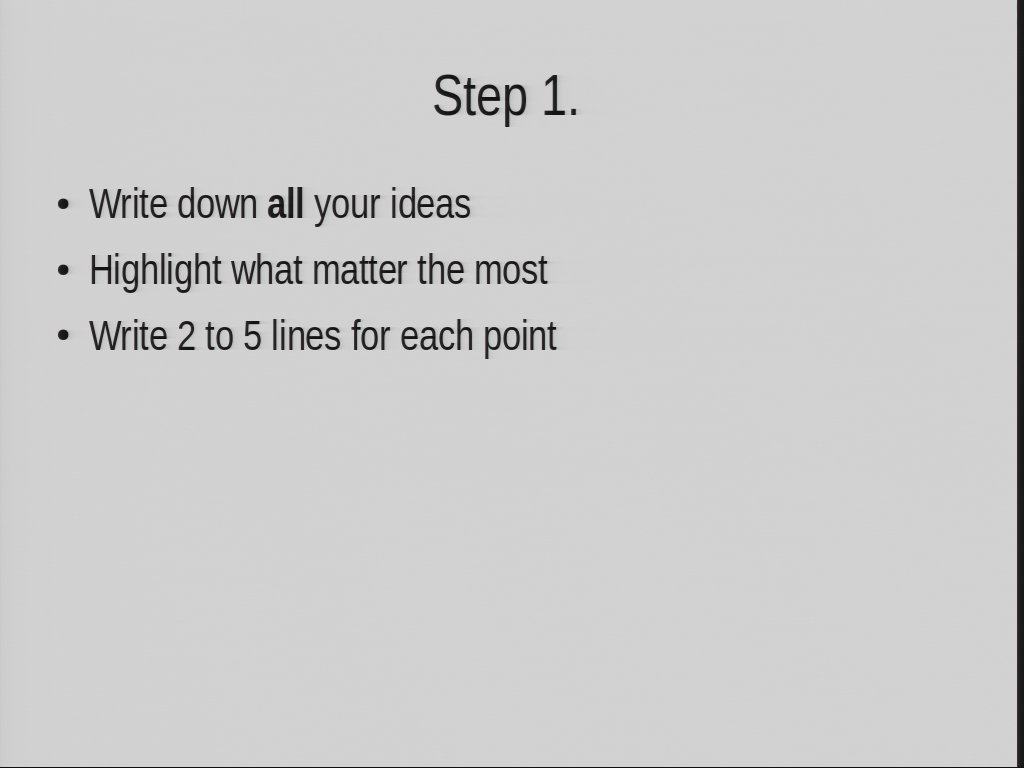 Step 1.
• Write down all your ideas
• Highlight what matter the most
• Write 2 to 5 lines for each point